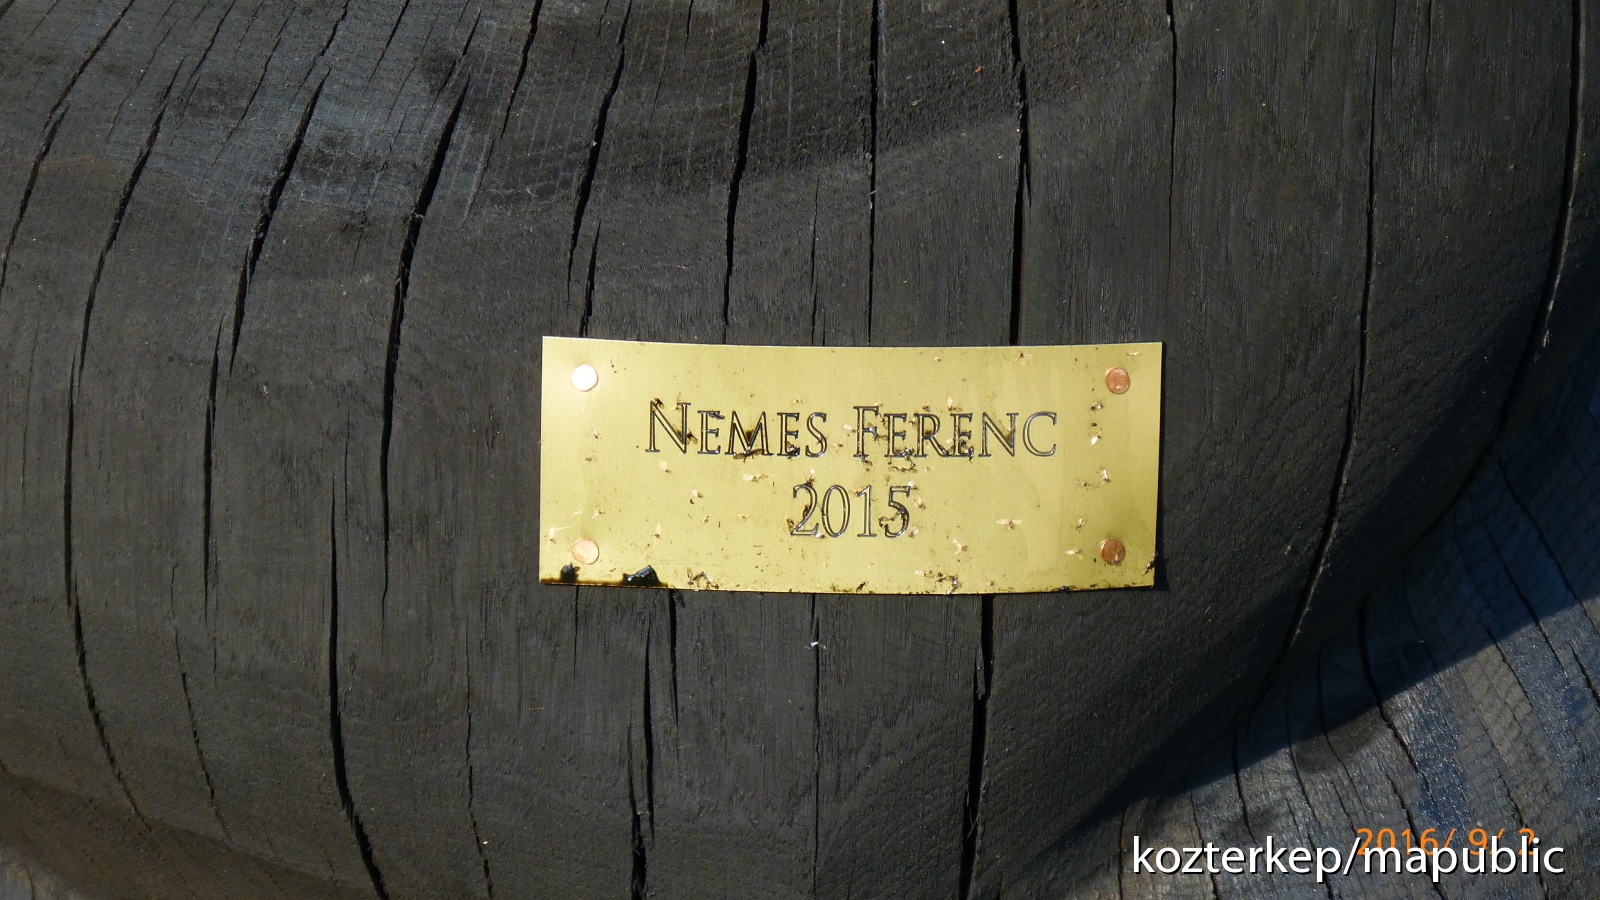 NEMES FERENC
2015
2016/ 9/ 2
kozterkep/mapublic